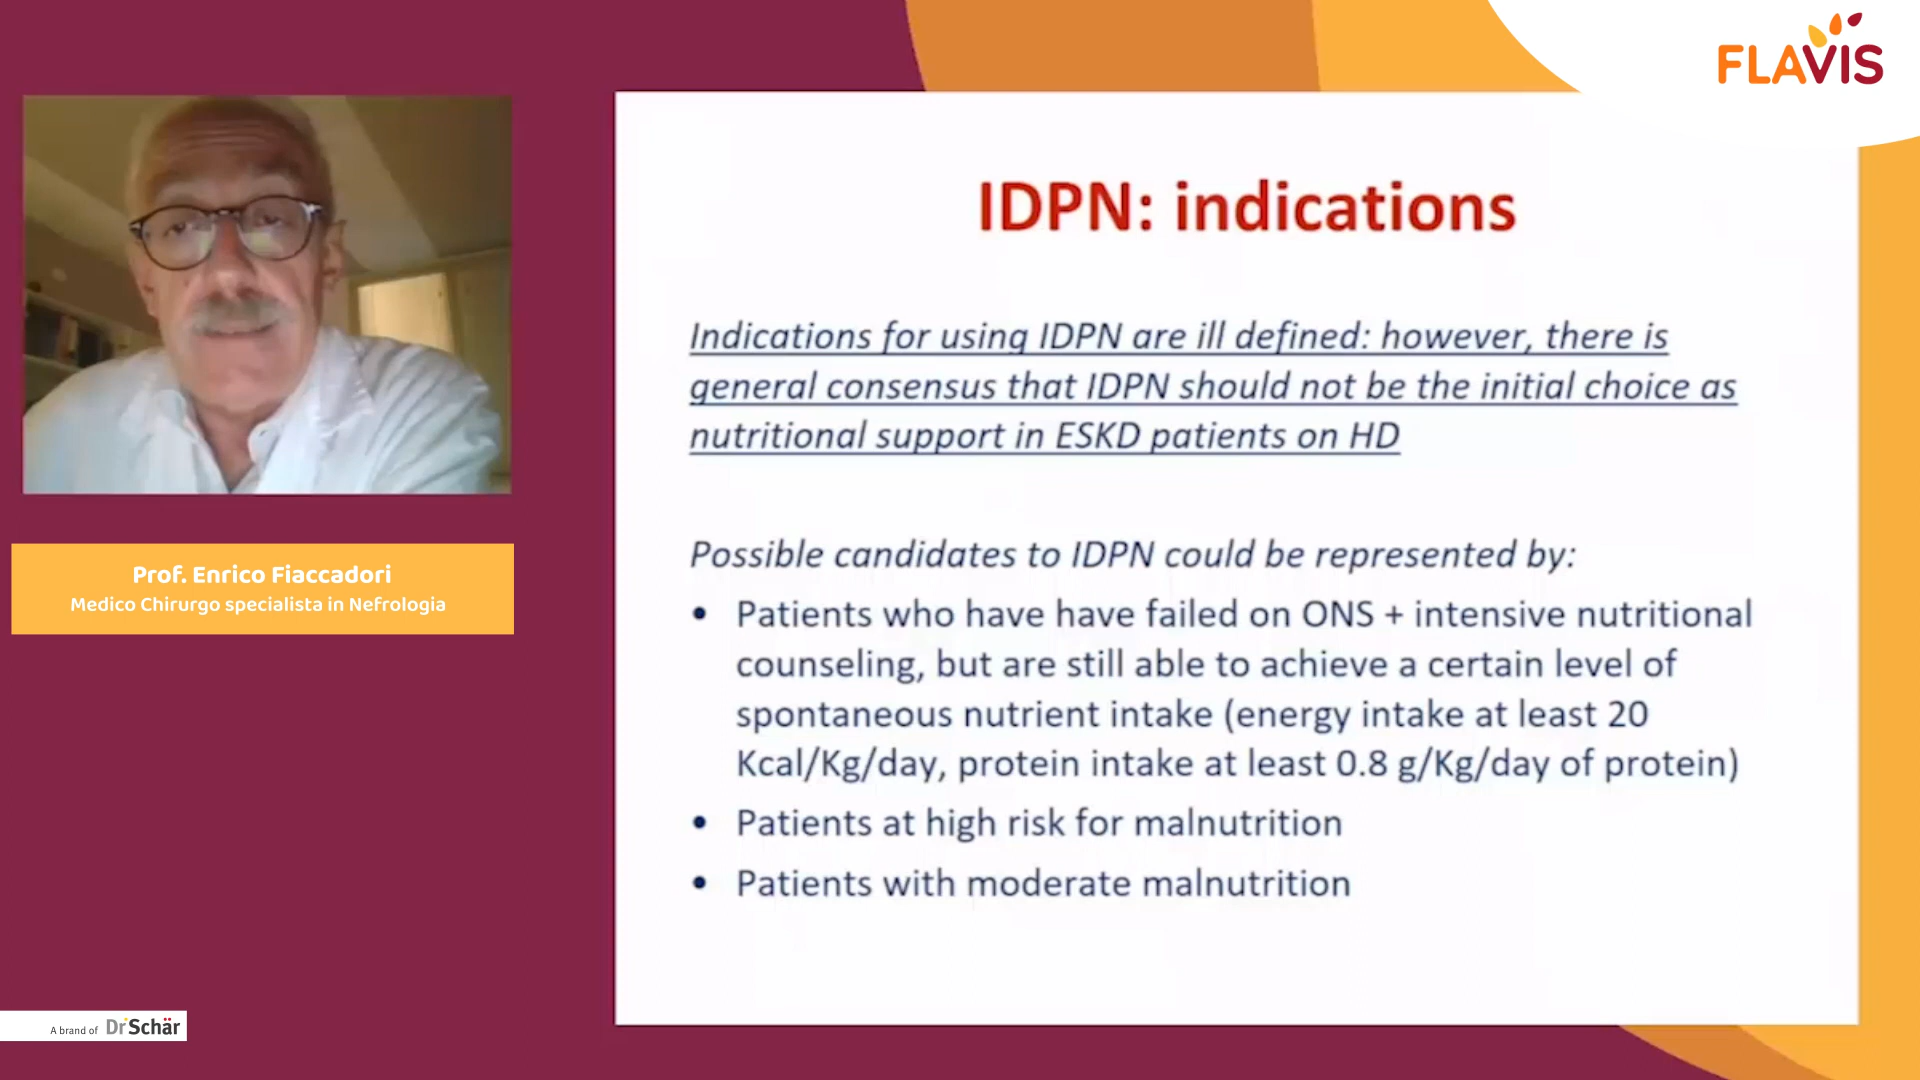 FLAVIS
IDPN: indications
Indications for using IDPN are ill defined: however, there is
general consensus that IDPN should not be the initial choice as
nutritional support in ESKD patients on HD
Possible candidates to IDPN could be represented by:
• Patients who have have failed on ONS + intensive nutritional
counseling, but are still able to achieve a certain level of
spontaneous nutrient intake (energy intake at least 20
Kcal/Kg/day, protein intake at least 0.8 g/Kg/day of protein)
• Patients at high risk for malnutrition
• Patients with moderate malnutrition
Prof. Enrico Fiaccadori
Medico Chirurgo specialista in Nefrologia
A brand of Dr Schär